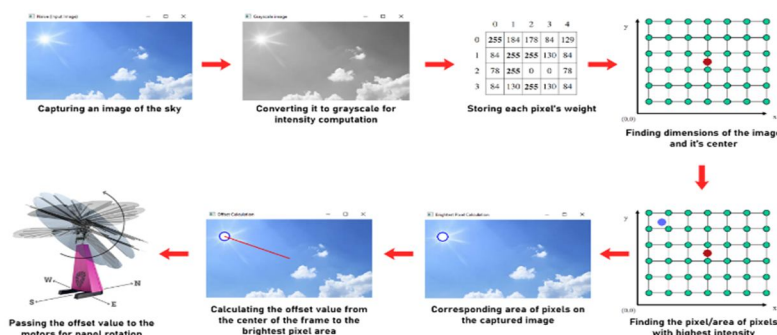 Meiva (Input Image)
Capturing an image of the sky
Grayscale Image
Converting it to grayscale for
intensity computation
0 1 2 3 4
0 255 184 178 84 129
1 84 255 255 130 84
2 78 255 0 0 78
3 84 130 255 130 84
Storing each pixel's weight
y
(0,0)
x
Finding dimensions of the image
and it's center
W
N
S
E
Passing the offset value to the
motors for panel rotation
Offset Calculation
Calculating the offset value from
the center of the frame to the
brightest pixel area
Brightest Pixel Calculation
Corresponding area of pixels on
the captured image
y
(0,0)
Finding the pixel/area of pixels
with highest intensity